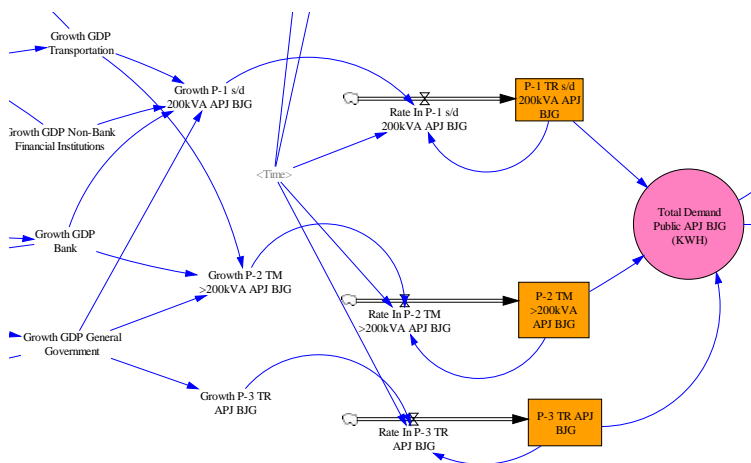 Growth GDP
Transportation
Growth P-1 s/d
200kVA APJ BJG
Growth GDP Non-Bank
Financial Institutions
Rate In P-1 s/d
200kVA APJ BJG
P-1 TR s/d
200kVA APJ
BJG
<Time>
Growth GDP
Bank
Total Demand
Public APJ BJG
(KWH)
Growth P-2 TM
>200kVA APJ BJG
Rate In P-2 TM
>200kVA APJ BJG
P-2 TM
>200kVA
APJ BJG
Growth GDP General
Government
Growth P-3 TR
APJ BJG
Rate In P-3 TR
APJ BJG
P-3 TR APJ
BJG